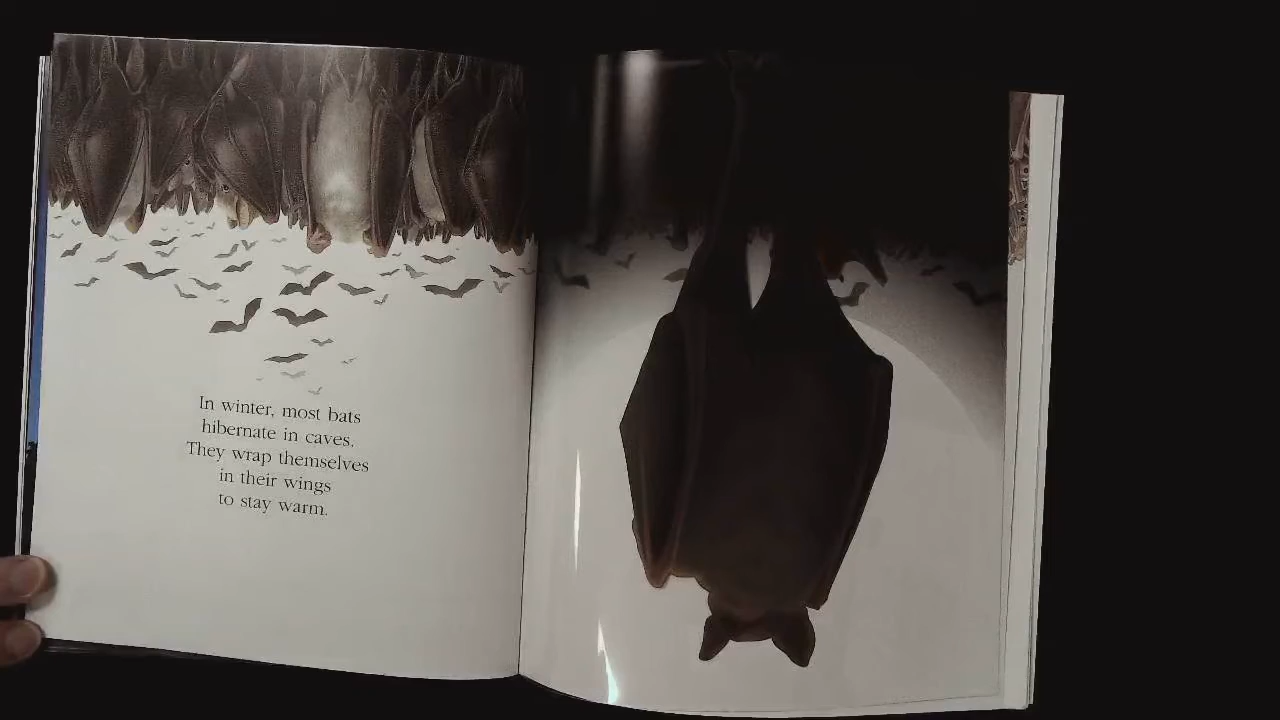 In winter, most bats
hibernate in caves.
They wrap themselves
in their wings
to stay warm.